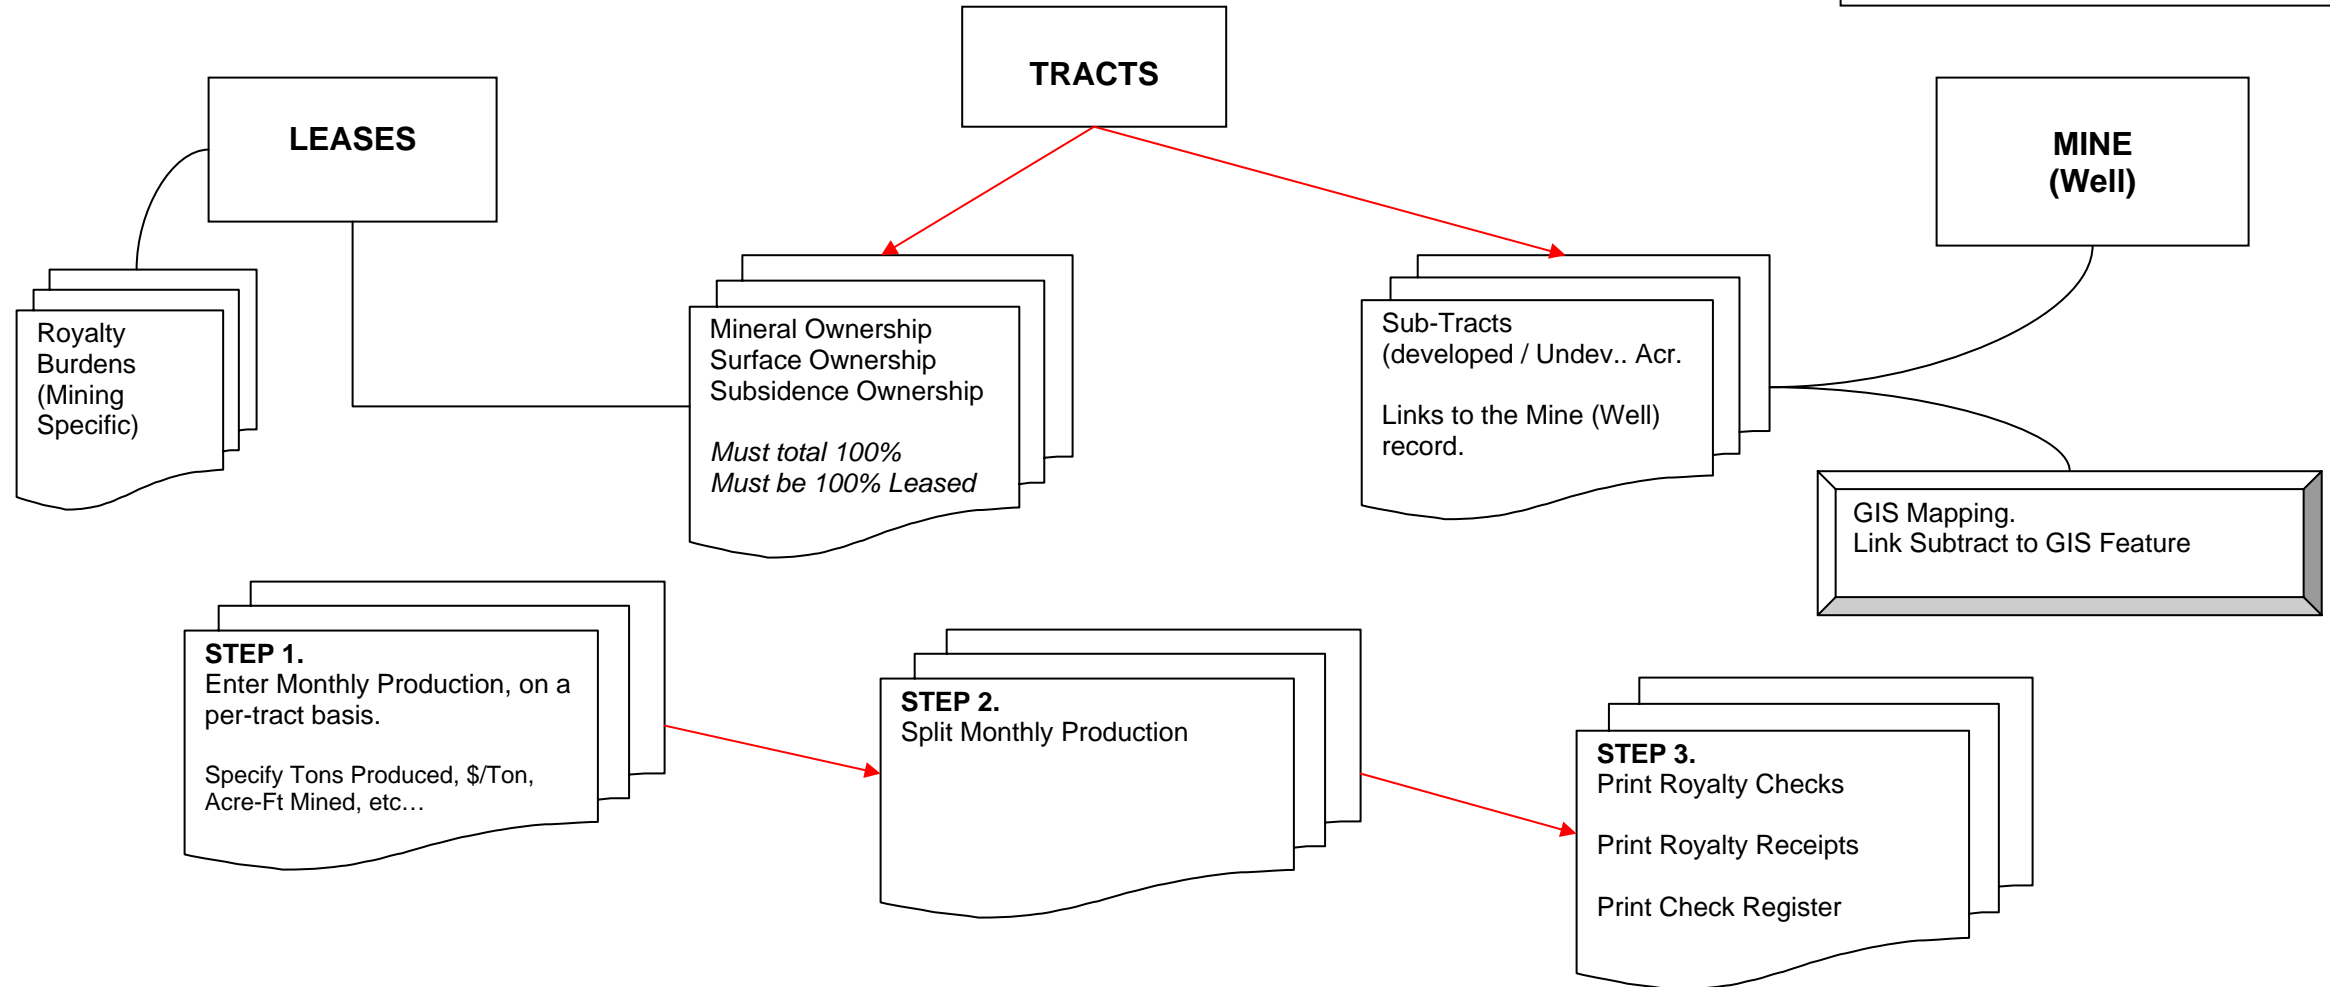 TRACTS
LEASES
MINE
(Well)
Royalty
Burdens
(Mining
Specific)
Mineral Ownership
Surface Ownership
Subsidence Ownership
Must total 100%
Must be 100% Leased
Sub-Tracts
(developed / Undev.. Acr.
Links to the Mine (Well)
record.
GIS Mapping.
Link Subtract to GIS Feature
STEP 1.
Enter Monthly Production, on a
per-tract basis.
Specify Tons Produced, $/Ton,
Acre-Ft Mined, etc…
STEP 2.
Split Monthly Production
STEP 3.
Print Royalty Checks
Print Royalty Receipts
Print Check Register